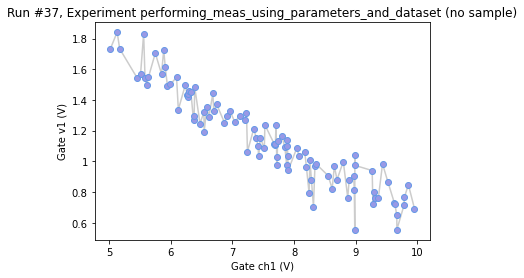 Run #37, Experiment performing_meas_using_parameters_and_dataset (no sample)
Gate v1 (V)
1.8
1.6
1.4
1.2
1
0.8
0.6
5 6 7 8 9 10
Gate ch1 (V)